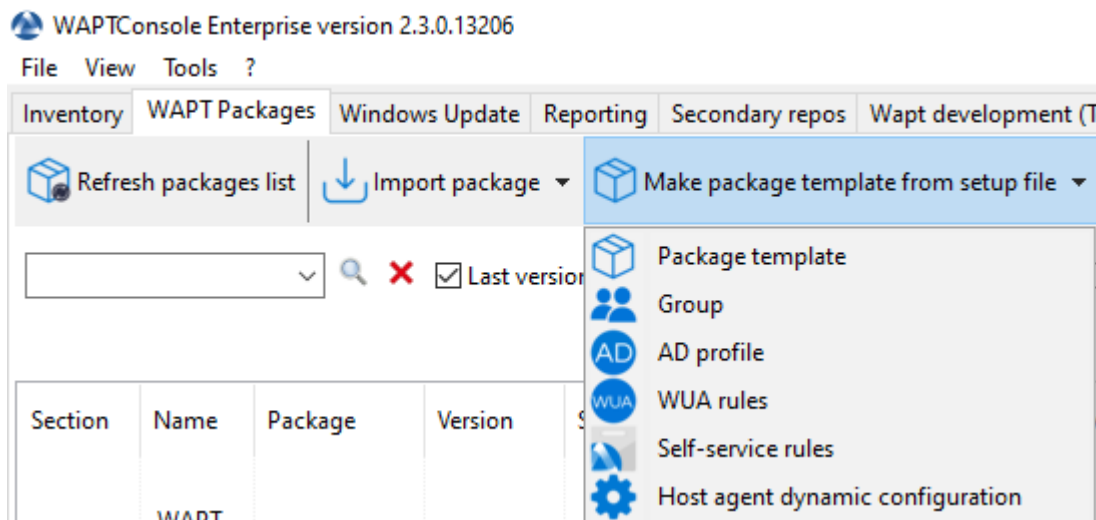 WAPTConsole Enterprise version 2.3.0.13206
File View Tools ?
Inventory WAPT Packages Windows Update Reporting Secondary repos Wapt development (T
Refresh packages list Import package Make package template from setup file
Last version
Package template
Group
AD AD profile
WUA WUA rules
Self-service rules
Host agent dynamic configuration
Section Name Package Version
WAPT